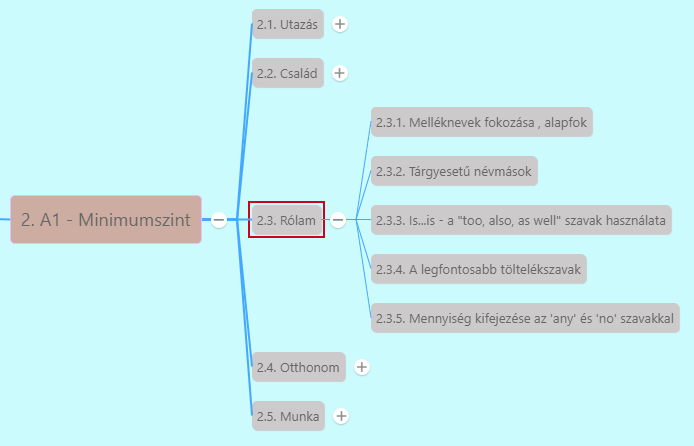 2.1. Utazás
2.2. Család
2. A1 - Minimumszint
2.3. Rólam
2.3.1. Melléknevek fokozása , alapfok
2.3.2. Tárgyesetű névmások
2.3.3. Is...is - a "too, also, as well" szavak használata
2.3.4. A legfontosabb töltelékszavak
2.3.5. Mennyiség kifejezése az 'any' és 'no' szavakkal
2.4. Otthonom
2.5. Munka